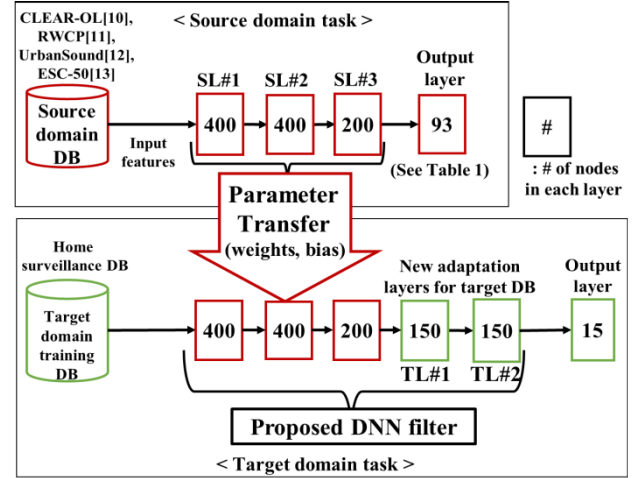 CLEAR-OL[10],
RWCP[11],
UrbanSound[12],
ESC-50[13]
< Source domain task >
SL#1 SL#2 SL#3
Output
layer
Source
domain
DB
Input
features
400 400 200 93
(See Table 1)
#
: # of nodes
in each layer
Parameter
Transfer
(weights, bias)
Home
surveillance DB
Target
domain
training
DB
New adaptation
layers for target DB
Output
layer
400 400 200 150 150 15
TL#1 TL#2
Proposed DNN filter
< Target domain task >